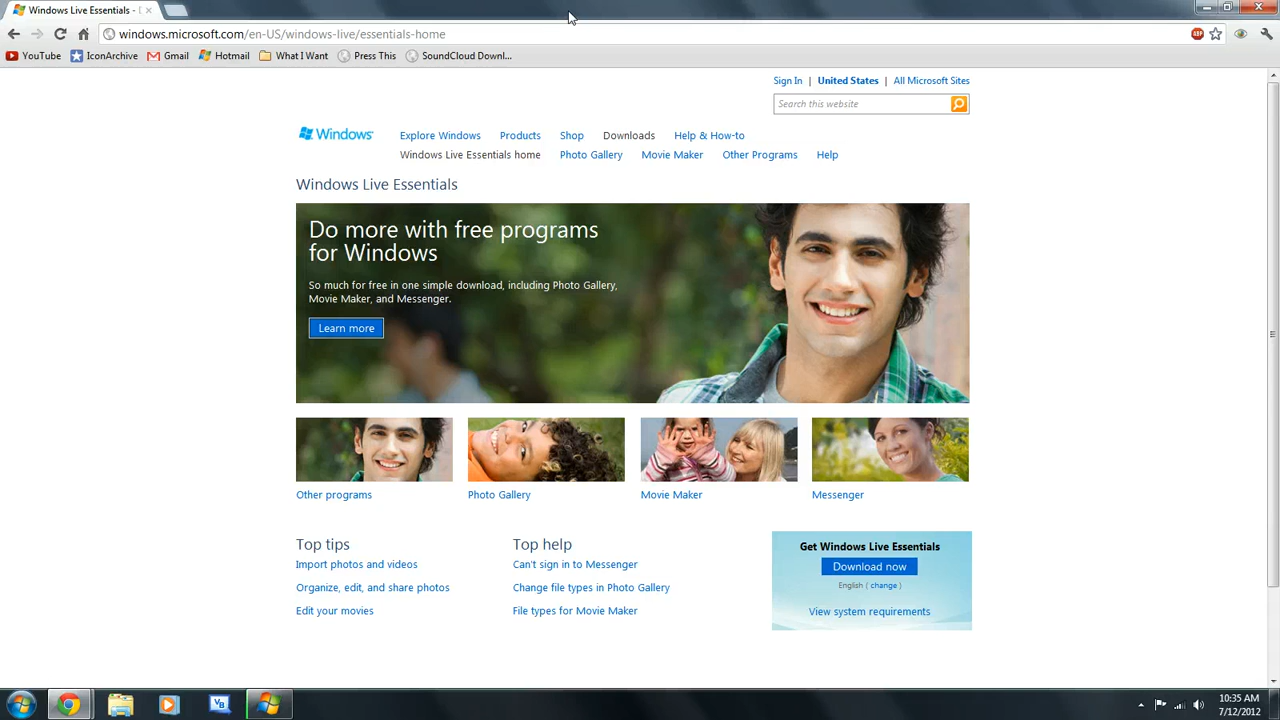 Windows Live Essentials - D
windows.microsoft.com/en-US/windows-live/essentials-home
ABP
YouTube IconArchive Gmail Hotmail What I Want Press This SoundCloud Downl...
Sign In | United States | All Microsoft Sites
Search this website
Windows Explore Windows Products Shop Downloads Help & How-to
Windows Live Essentials home Photo Gallery Movie Maker Other Programs Help
Windows Live Essentials
Do more with free programs
for Windows
So much for free in one simple download, including Photo Gallery,
Movie Maker, and Messenger.
Learn more
Other programs Photo Gallery Movie Maker Messenger
Top tips
Import photos and videos
Organize, edit, and share photos
Edit your movies
Top help
Can't sign in to Messenger
Change file types in Photo Gallery
File types for Movie Maker
Get Windows Live Essentials
Download now
English ( change )
View system requirements
VB
10:35 AM
7/12/2012